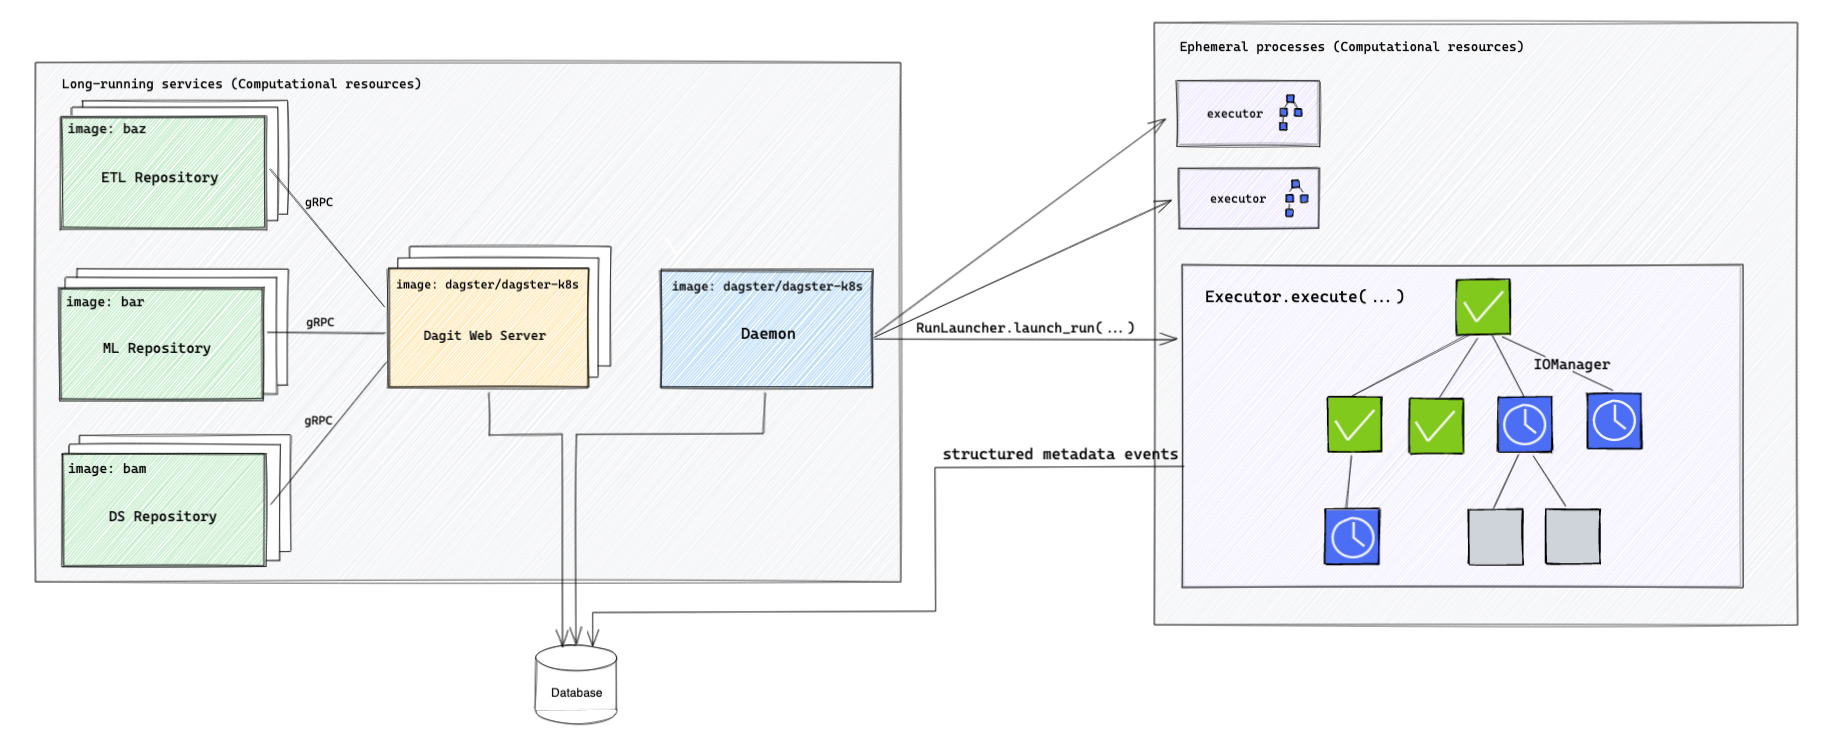 Long-running services (Computational resources)
image: baz
ETL Repository
gRPC
image: bar
ML Repository
gRPC
image: bam
DS Repository
gRPC
image: dagster/dagster-k8s
Dagit Web Server
image: dagster/dagster-k8s
Daemon
RunLauncher.launch_run(...)
structured metadata events
Database
Ephemeral processes (Computational resources)
executor
executor
Executor.execute(...)
IOManager